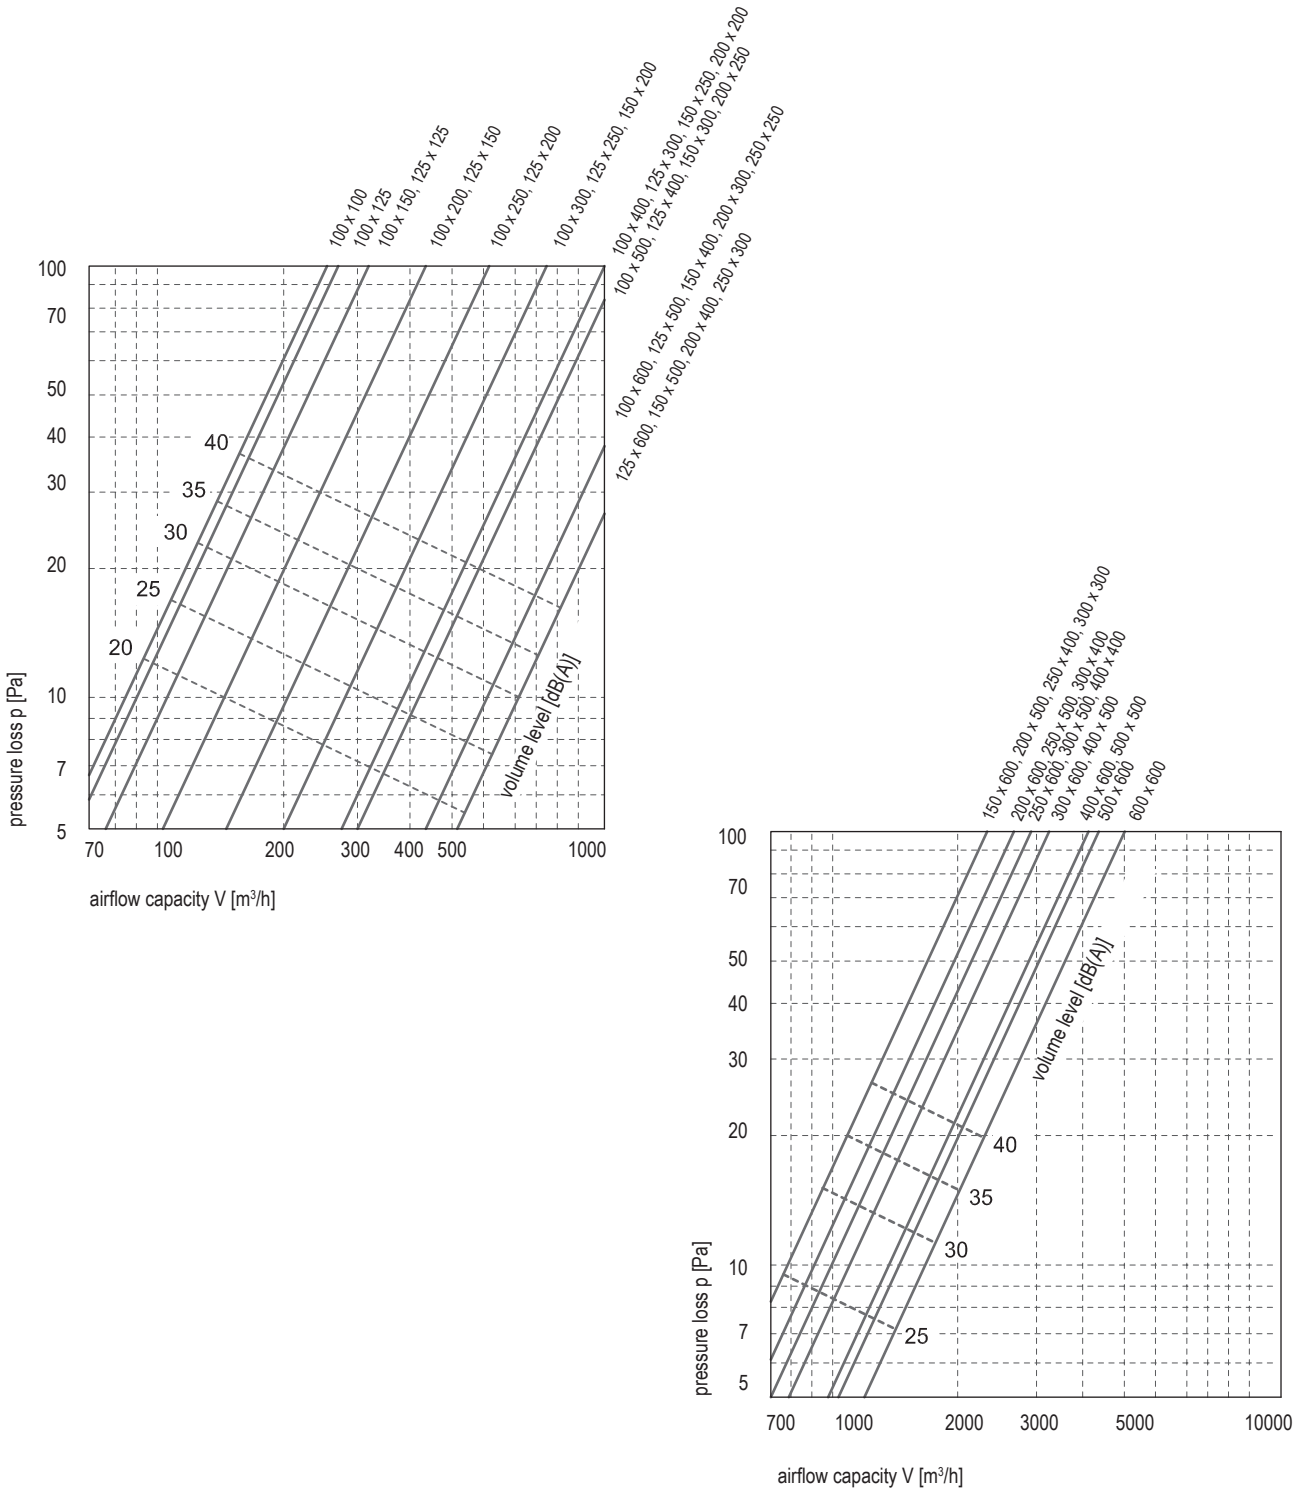 100 x 100
100 x 125
100 x 150, 125 x 125
100 x 200, 125 x 150
100 x 250, 125 x 200
100 x 300, 125 x 250, 150 x 200
100 x 400, 125 x 300, 150 x 250, 200 x 200
100 x 500, 125 x 400, 150 x 300, 200 x 250
100 x 600, 125 x 500, 150 x 400, 200 x 300, 250 x 250
125 x 600, 150 x 500, 200 x 400, 250 x 300
100
70
50
40
30
20
10
7
5
40
35
30
25
20
volume level [dB(A)]
pressure loss p [Pa]
70 100 200 300 400 500 1000
airflow capacity V [m³/h]
150 x 600, 200 x 500, 250 x 400, 300 x 300
200 x 600, 250 x 500, 300 x 400
250 x 600, 300 x 500, 400 x 400
300 x 600, 400 x 500
400 x 600, 500 x 500
500 x 600
600 x 600
100
70
50
40
30
20
10
7
5
volume level [dB(A)]
40
35
30
25
pressure loss p [Pa]
700 1000 2000 3000 5000 10000
airflow capacity V [m³/h]